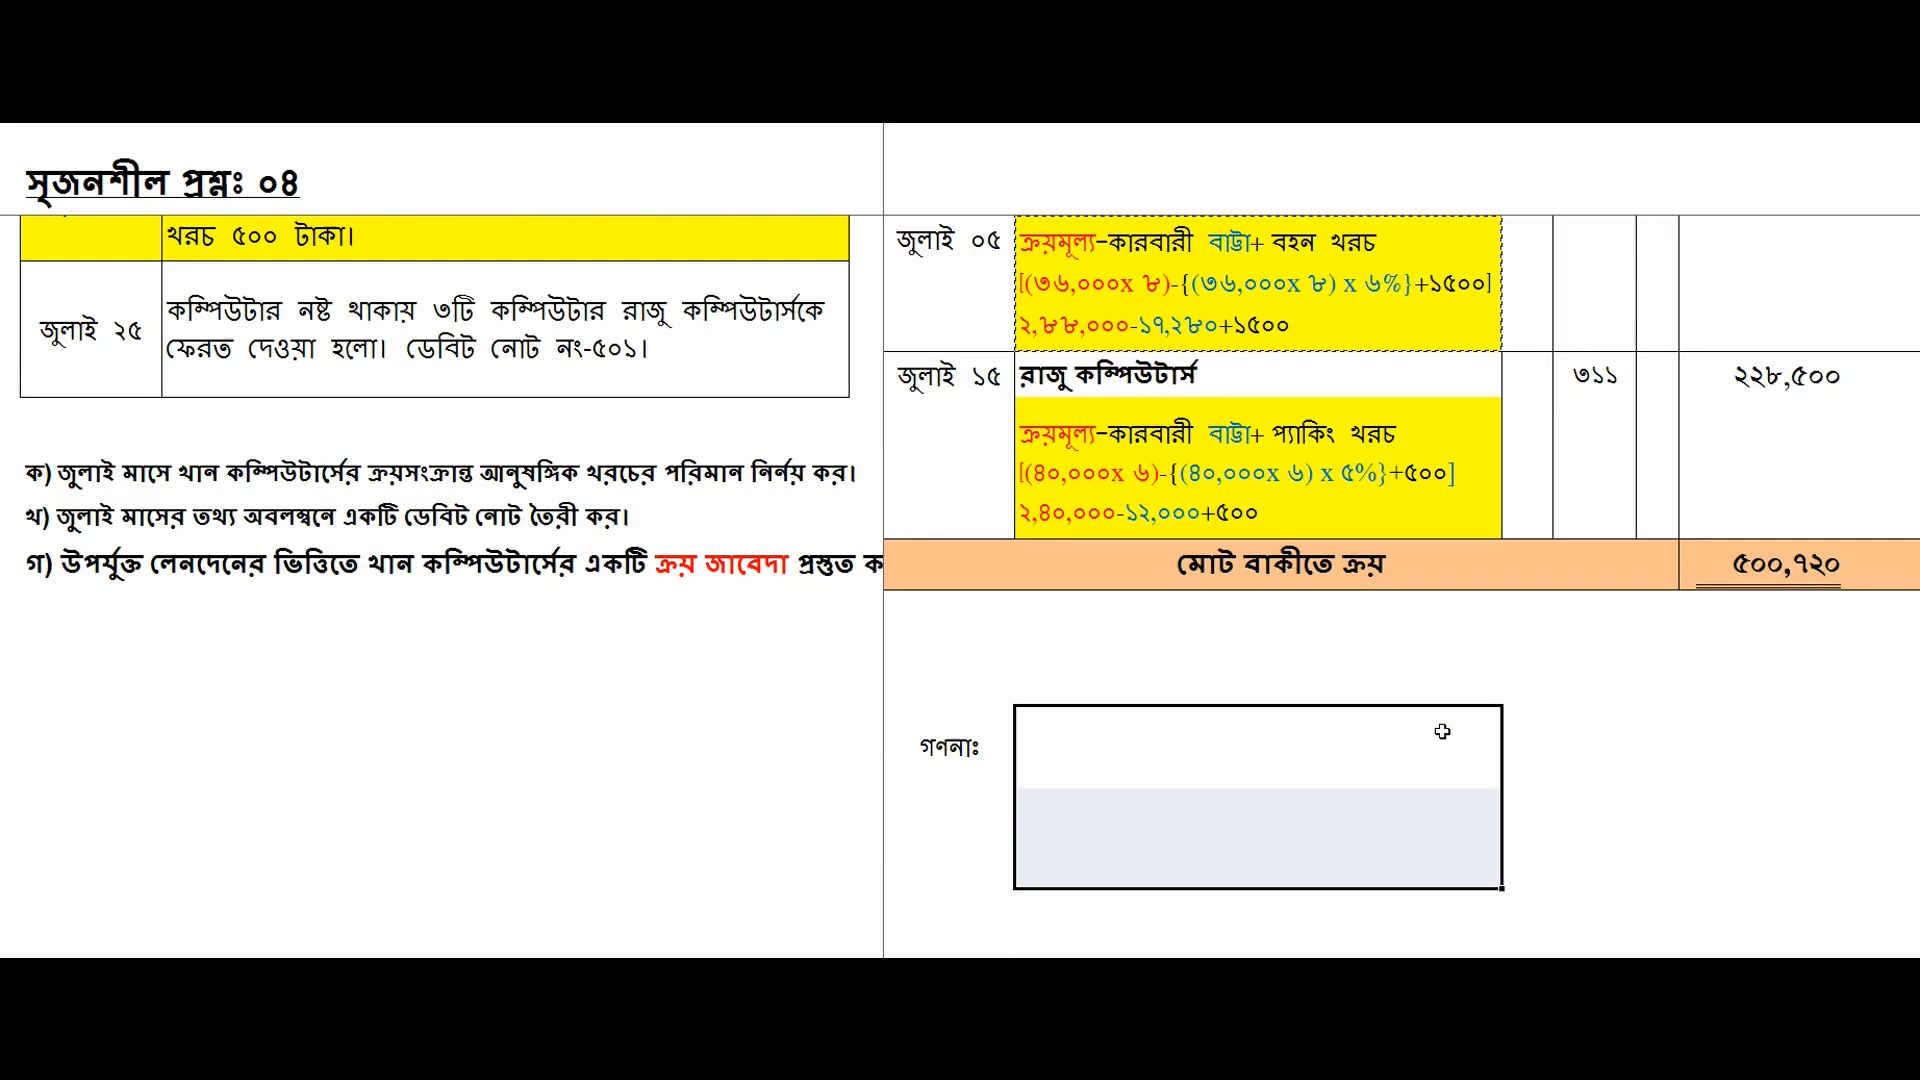 সৃজনশীল প্রশ্নঃ ০৪
খরচ ৫০০ টাকা।
জুলাই ২৫
কম্পিউটার নষ্ট থাকায় ৩টি কম্পিউটার রাজু কম্পিউটার্সকে
ফেরত দেওয়া হলো। ডেবিট নোট নং-৫০১।
ক) জুলাই মাসে খান কম্পিউটার্সের ক্রয়সংক্রান্ত আনুষঙ্গিক খরচের পরিমান নির্নয় কর।
খ) জুলাই মাসের তথ্য অবলম্বনে একটি ডেবিট নোট তৈরী কর।
গ) উপর্যুক্ত লেনদেনের ভিত্তিতে খান কম্পিউটার্সের একটি ক্রয় জাবেদা প্রস্তুত ক
জুলাই ০৫
ক্রয়মূল্য-কারবারী বাট্টা+ বহন খরচ
[(৩৬,০০০x ৮)-{(৩৬,০০০x ৮) x ৬%}+১৫০০]
২,৮৮,০০০-১৭,২৮০+১৫০০
জুলাই ১৫
রাজু কম্পিউটার্স
৩১১
২২৮,৫০০
ক্রয়মূল্য-কারবারী বাট্টা+ প্যাকিং খরচ
[(৪০,০০০x ৬)-{(৪০,০০০x ৬) x ৫%}+৫০০]
২,৪০,০০০-১২,০০০+৫০০
মোট বাকীতে ক্রয়
৫০০,৭২০
গণনাঃ